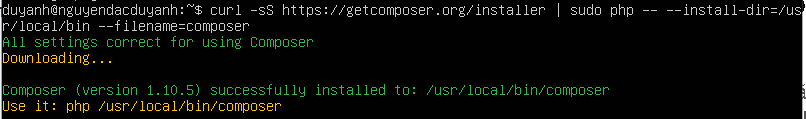 duyanh@nguyendacduyanh:~$ curl -sS https://getcomposer.org/installer | sudo php -- --install-dir=/us
r/local/bin --filename=composer
All settings correct for using Composer
Downloading...
Composer (version 1.10.5) successfully installed to: /usr/local/bin/composer
Use it: php /usr/local/bin/composer